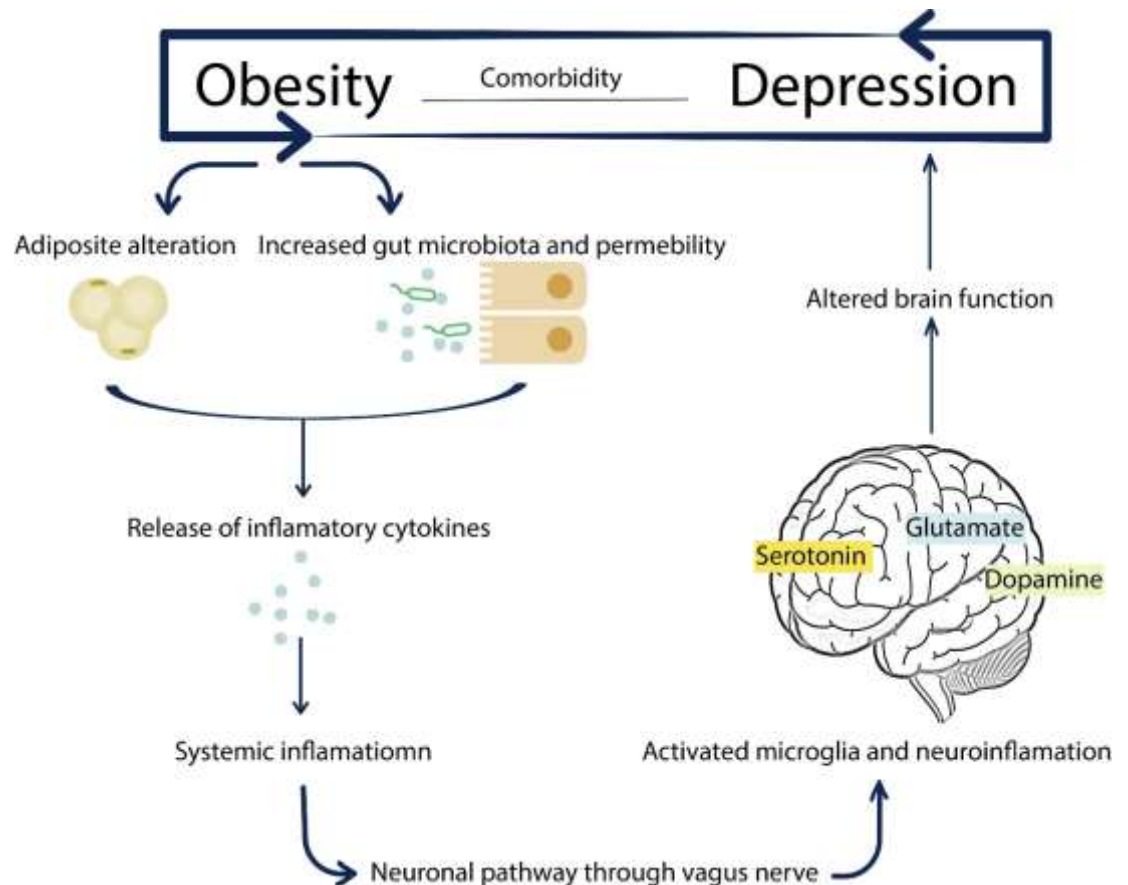 Obesity
Comorbidity
Depression
Adiposite alteration
Increased gut microbiota and permebility
Altered brain function
Release of inflamatory cytokines
Serotonin
Glutamate
Dopamine
Systemic inflamatiomn
Activated microglia and neuroinflamation
Neuronal pathway through vagus nerve